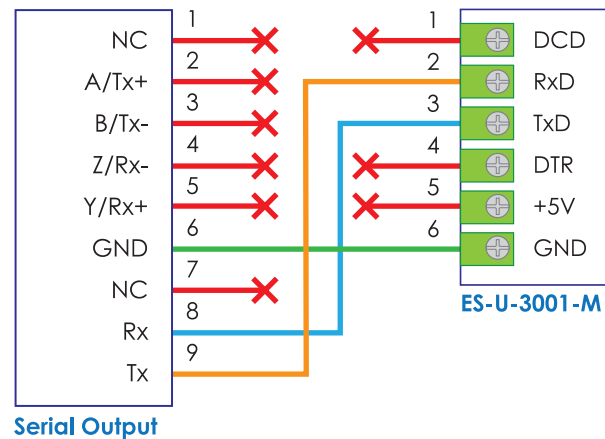 1
NC
2
A/Tx+
3
B/Tx-
4
Z/Rx-
5
Y/Rx+
6
GND
7
NC
8
Rx
9
Tx
Serial Output
1
DCD
2
RxD
3
TxD
4
DTR
5
+5V
6
GND
ES-U-3001-M